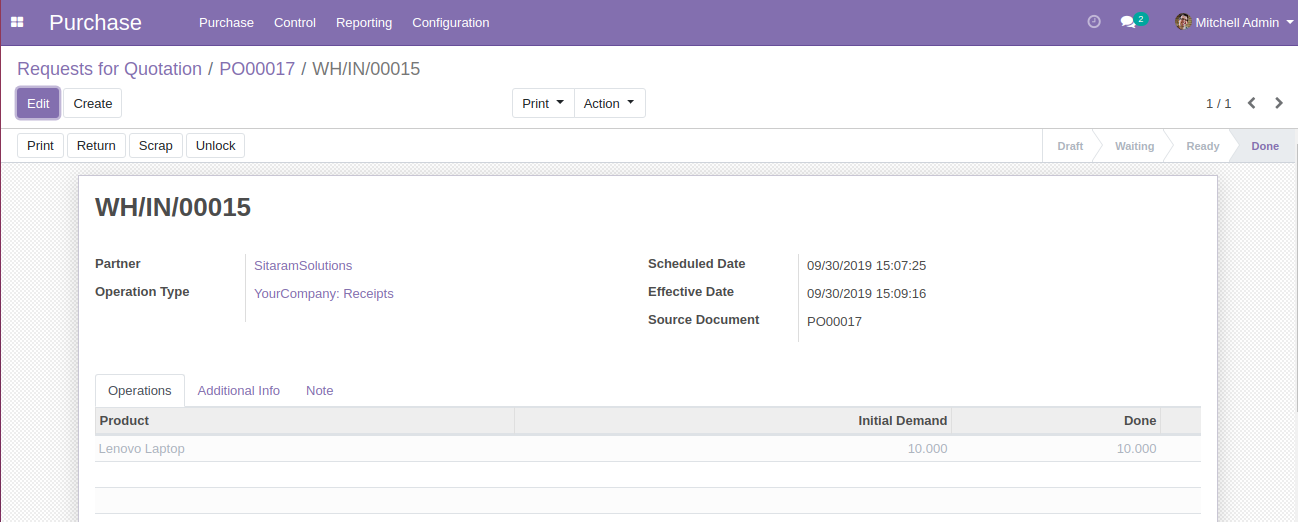 Purchase Purchase Control Reporting Configuration 2 Mitchell Admin
Requests for Quotation / PO00017 / WH/IN/00015
Edit Create Print Action 1 / 1
Print Return Scrap Unlock Draft Waiting Ready Done
WH/IN/00015
Partner SitaramSolutions Scheduled Date 09/30/2019 15:07:25
Operation Type YourCompany: Receipts Effective Date 09/30/2019 15:09:16
Source Document PO00017
Operations Additional Info Note
Product Initial Demand Done
Lenovo Laptop 10.000 10.000